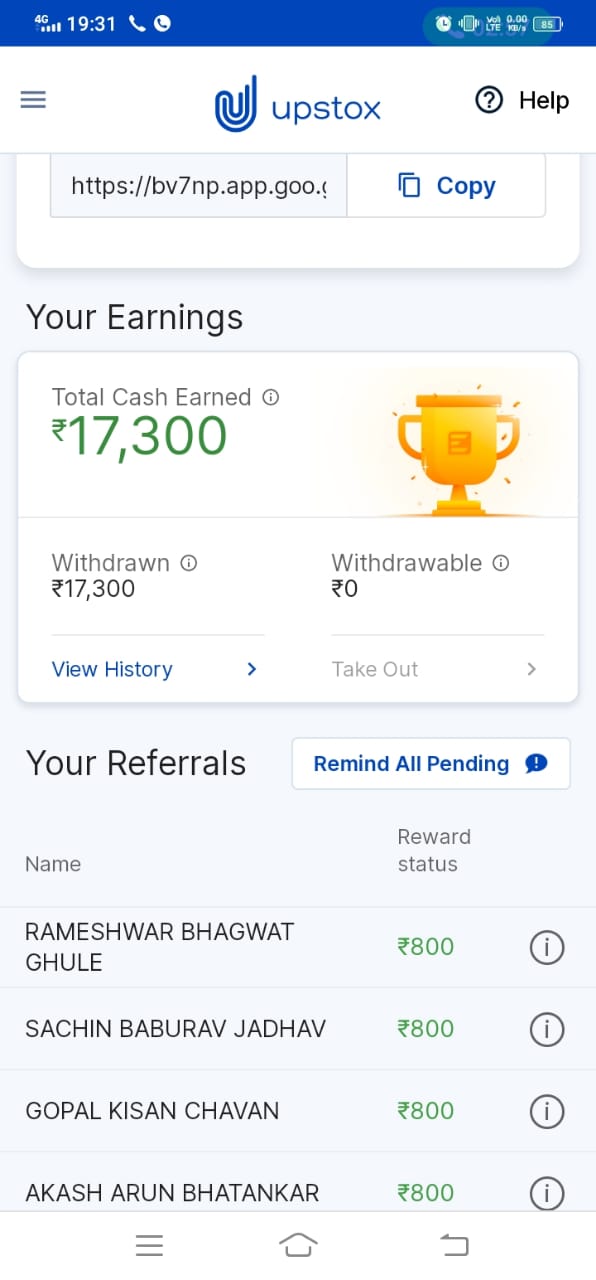 4G 19:31 Vo) LTE 0.00 KB/s 85
upstox Help
https://bv7np.app.goo.g Copy
Your Earnings
Total Cash Earned
₹17,300
Withdrawn Withdrawable
₹17,300 ₹0
View History Take Out
Your Referrals Remind All Pending
Reward
Name status
RAMESHWAR BHAGWAT
GHULE ₹800
SACHIN BABURAV JADHAV ₹800
GOPAL KISAN CHAVAN ₹800
AKASH ARUN BHATANKAR ₹800